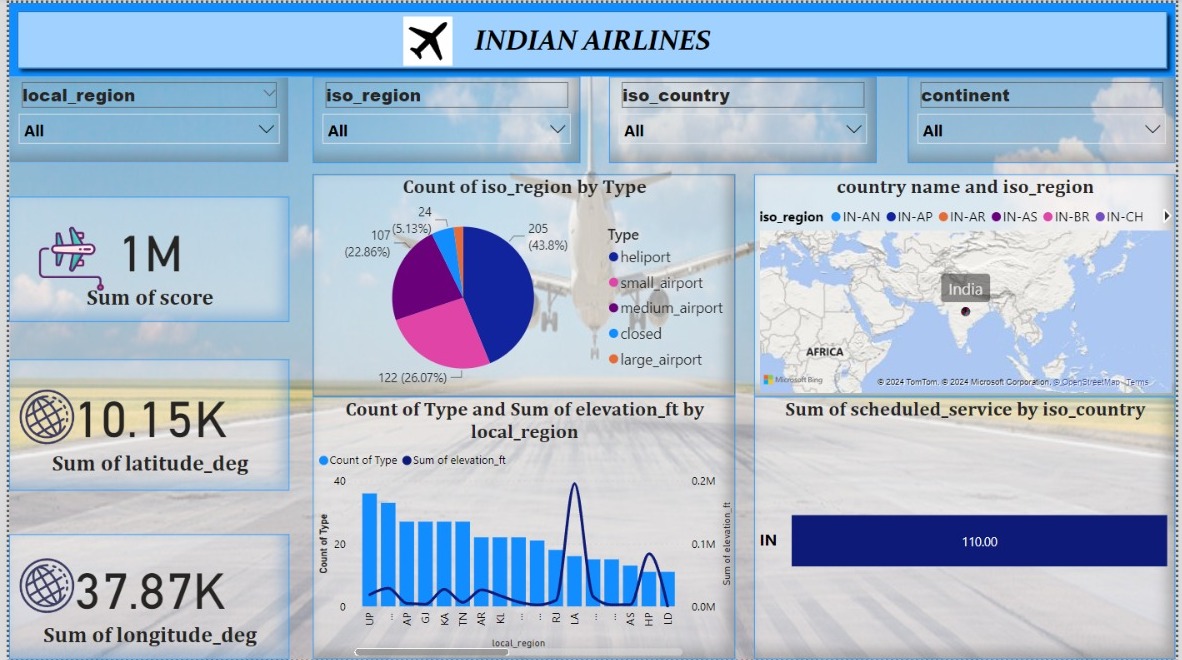 INDIAN AIRLINES
local_region
All
iso_region
All
iso_country
All
continent
All
1M
Sum of score
10.15K
Sum of latitude_deg
37.87K
Sum of longitude_deg
Count of iso_region by Type
24
(5.13%)
107
(22.86%)
205
(43.8%)
122 (26.07%)
Type
heliport
small_airport
medium_airport
closed
large_airport
country name and iso_region
iso_region IN-AN IN-AP IN-AR IN-AS IN-BR IN-CH
India
AFRICA
Microsoft Bing
© 2024 TomTom, © 2024 Microsoft Corporation, © OpenStreetMap Terms
Count of Type and Sum of elevation_ft by
local_region
Count of Type Sum of elevation_ft
Count of Type
40
20
0
0.2M
0.1M
0.0M
Sum of elevation_ft
UP ... AP GJ KA TN AR KL ... ... RJ LA ... ... AS HP LD
local_region
Sum of scheduled_service by iso_country
IN
110.00